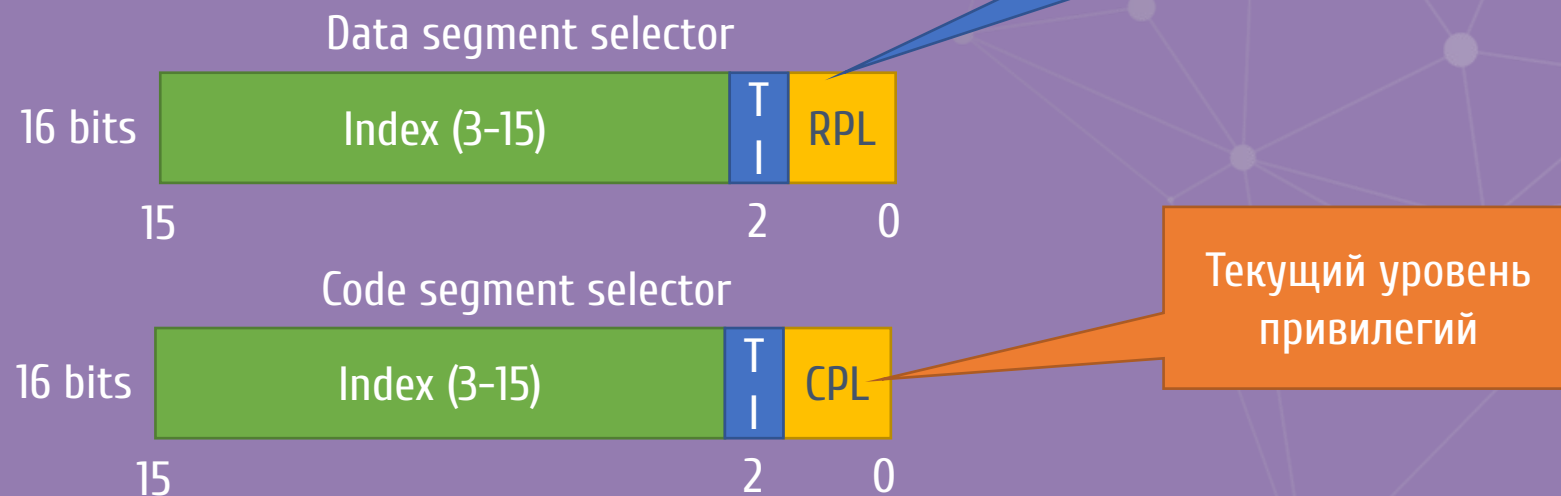 Data segment selector
16 bits
Index (3-15)
T
I
RPL
15
2
0
Code segment selector
16 bits
Index (3-15)
T
I
CPL
15
2
0
Текущий уровень
привилегий